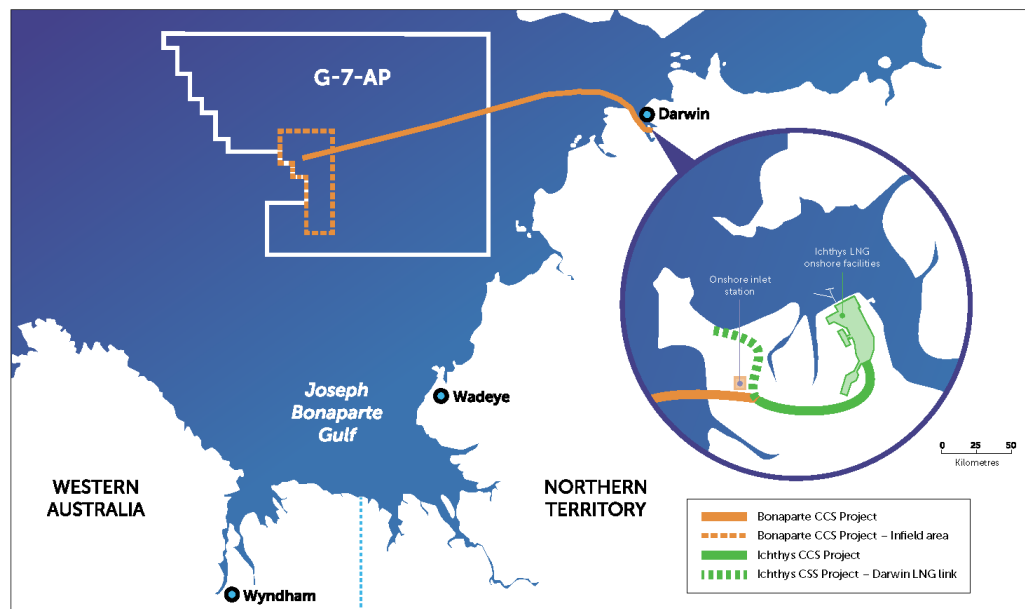 G-7-AP
Darwin
Ichthys LNG
onshore facilities
Onshore inlet
station
Joseph
Bonaparte
Gulf
Wadeye
0 25 50
Kilometres
WESTERN
AUSTRALIA
NORTHERN
TERRITORY
Wyndham
Bonaparte CCS Project
Bonaparte CCS Project – Infield area
Ichthys CCS Project
Ichthys CSS Project – Darwin LNG link